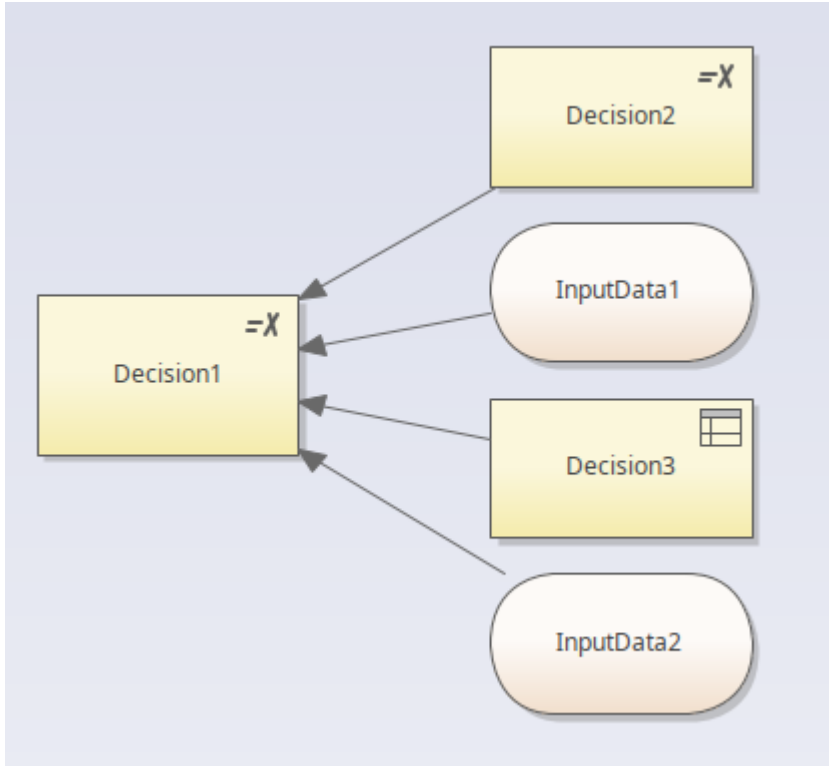 =X
Decision2
InputData1
=X
Decision1
Decision3
InputData2